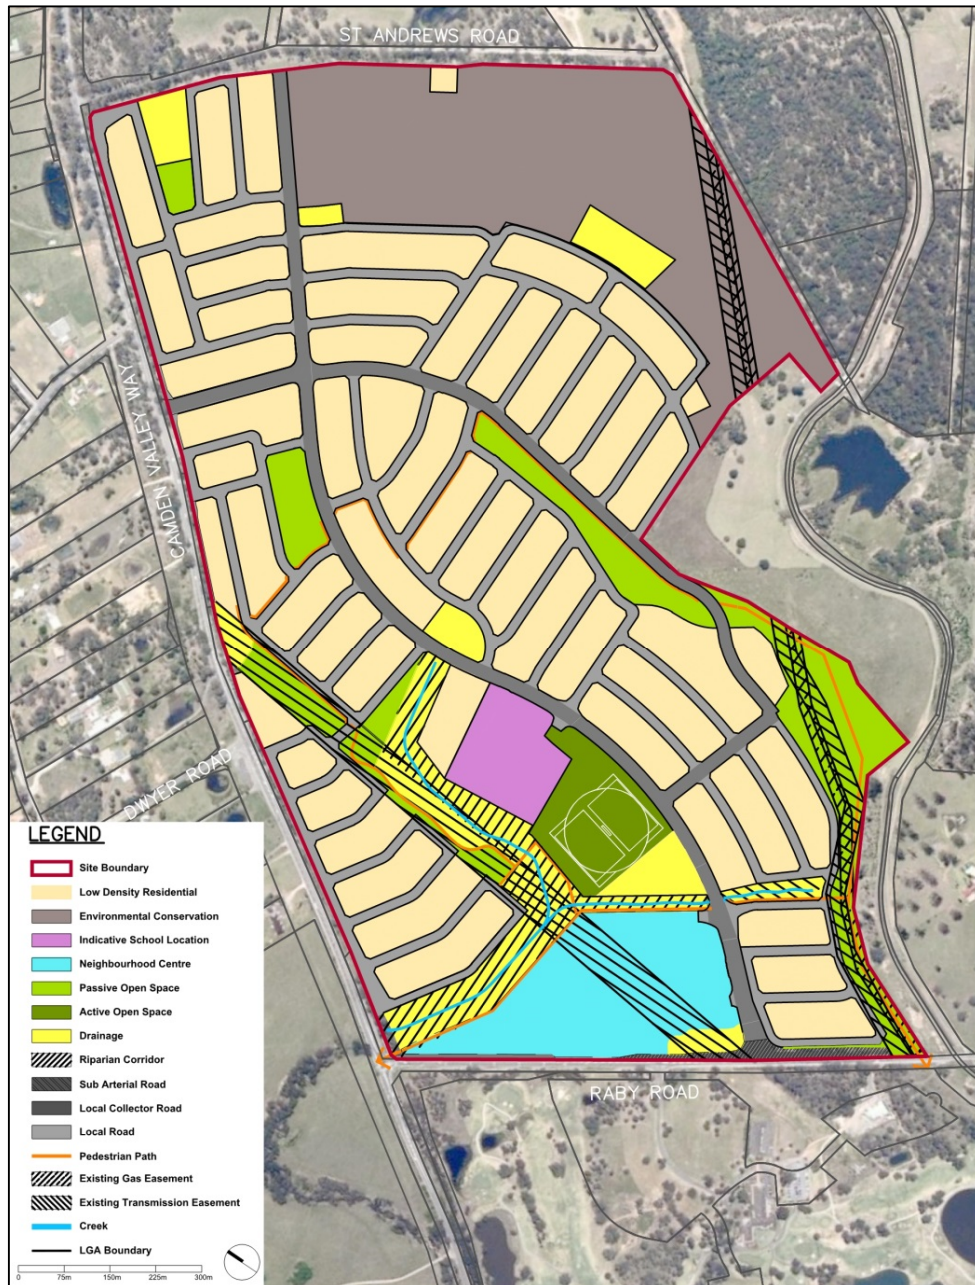 ST ANDREWS ROAD
CAMDEN VALLEY WAY
DWYER ROAD
RABY ROAD
LEGEND
Site Boundary
Low Density Residential
Environmental Conservation
Indicative School Location
Neighbourhood Centre
Passive Open Space
Active Open Space
Drainage
Riparian Corridor
Sub Arterial Road
Local Collector Road
Local Road
Pedestrian Path
Existing Gas Easement
Existing Transmission Easement
Creek
LGA Boundary
0 75m 150m 225m 300m